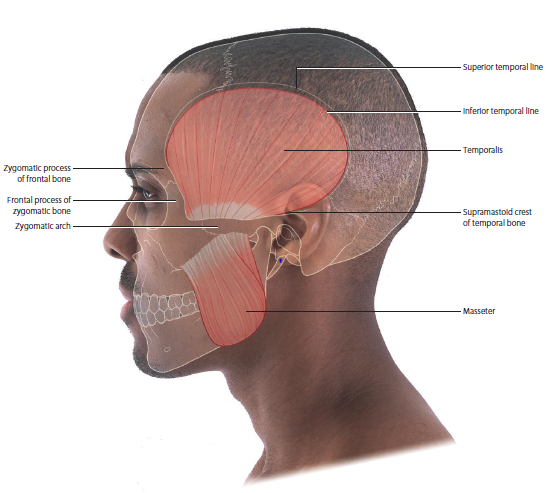 Superior temporal line
Inferior temporal line
Temporalis
Zygomatic process
of frontal bone
Frontal process of
zygomatic bone
Zygomatic arch
Supramastoid crest
of temporal bone
Masseter